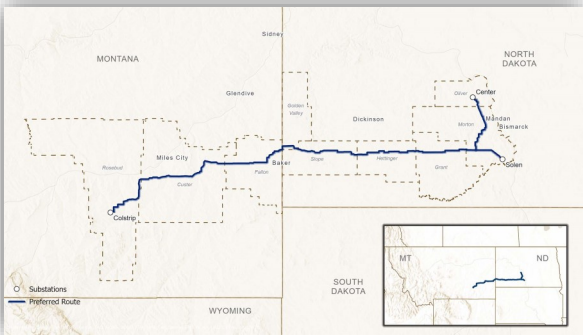 Sidney
MONTANA
NORTH
DAKOTA
Glendive
Golden
Valley
Oliver
Center
Dickinson
Morton
Mandan
Bismarck
Miles City
Baker
Rosebud
Custer
Fallon
Slope
Hettinger
Grant
Solen
Colstrip
MT
ND
Substations
Preferred Route
SOUTH
DAKOTA
WYOMING